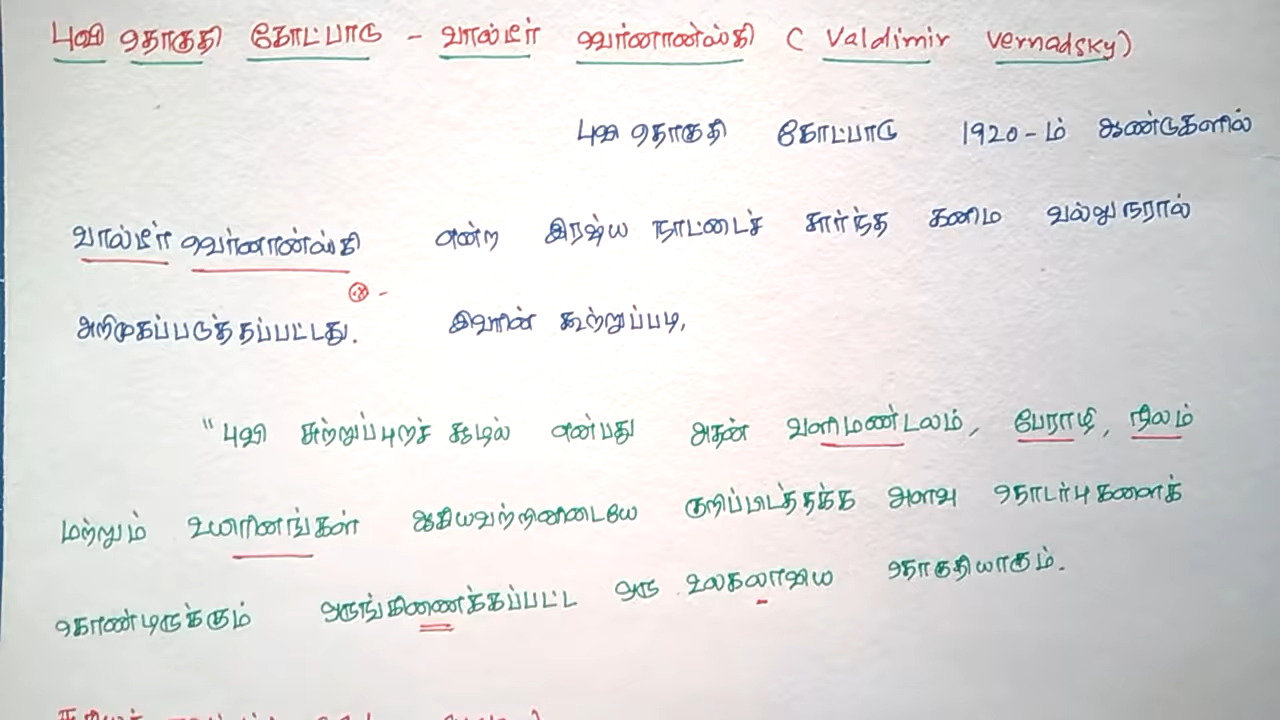 புவி தொகுதி கோட்பாடு - வால்டீர் வெர்னான்ஸ்கி ( Valdimir Vernadsky)
புவி தொகுதி கோட்பாடு 1920-ம் ஆண்டுகளில்
வால்டீர் வெர்னான்ஸ்கி என்ற இரஷ்ய நாட்டைச் சார்ந்த கனிம வல்லுநரால்
அறிமுகப்படுத்தப்பட்டது. இவரின் கூற்றுப்படி,
"புவி சுற்றுப்புறச் சூழல் என்பது அதன் வளிமண்டலம், பேராழி, நிலம்
மற்றும் உயிரினங்கள் ஆகியவற்றினிடையே குறிப்பிடத்தக்க அளவு தொடர்புகளைக்
கொண்டிருக்கும் ஒருங்கிணைக்கப்பட்ட ஒரு உலகலாவிய தொகுதியாகும்.